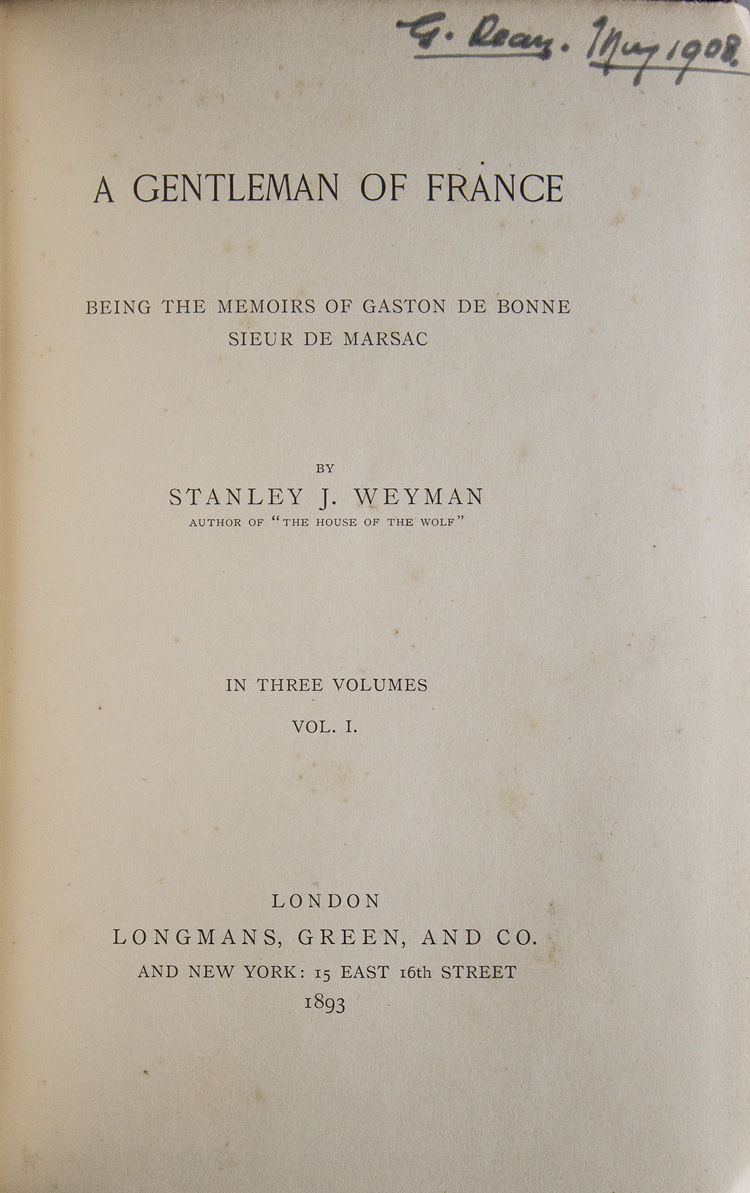 G. May 1908.
A GENTLEMAN OF FRANCE
BEING THE MEMOIRS OF GASTON DE BONNE
SIEUR DE MARSAC
BY
STANLEY J. WEYMAN
AUTHOR OF “THE HOUSE OF THE WOLF”
IN THREE VOLUMES
VOL. I.
LONDON
LONGMANS, GREEN, AND CO.
AND NEW YORK: 15 EAST 16th STREET
1893